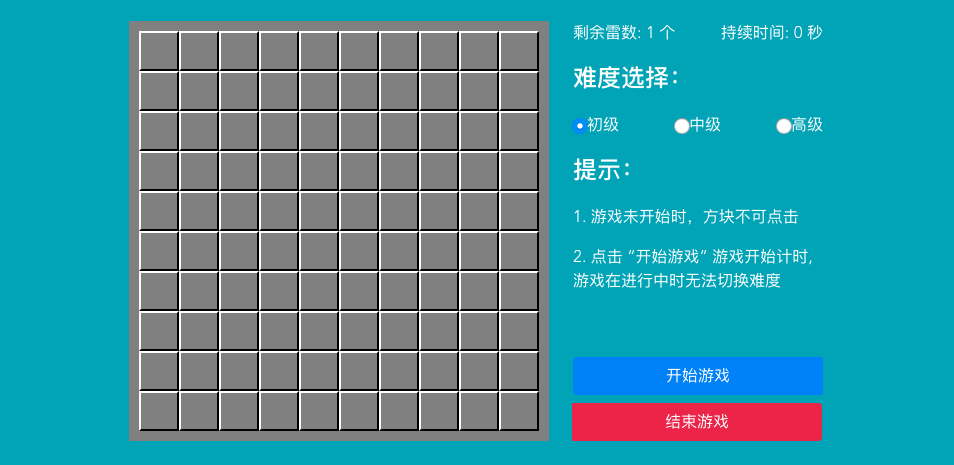 剩余雷数: 1 个 持续时间: 0 秒
难度选择：
初级 中级 高级
提示：
1. 游戏未开始时，方块不可点击
2. 点击 “开始游戏” 游戏开始计时,
游戏在进行中时无法切换难度
开始游戏
结束游戏